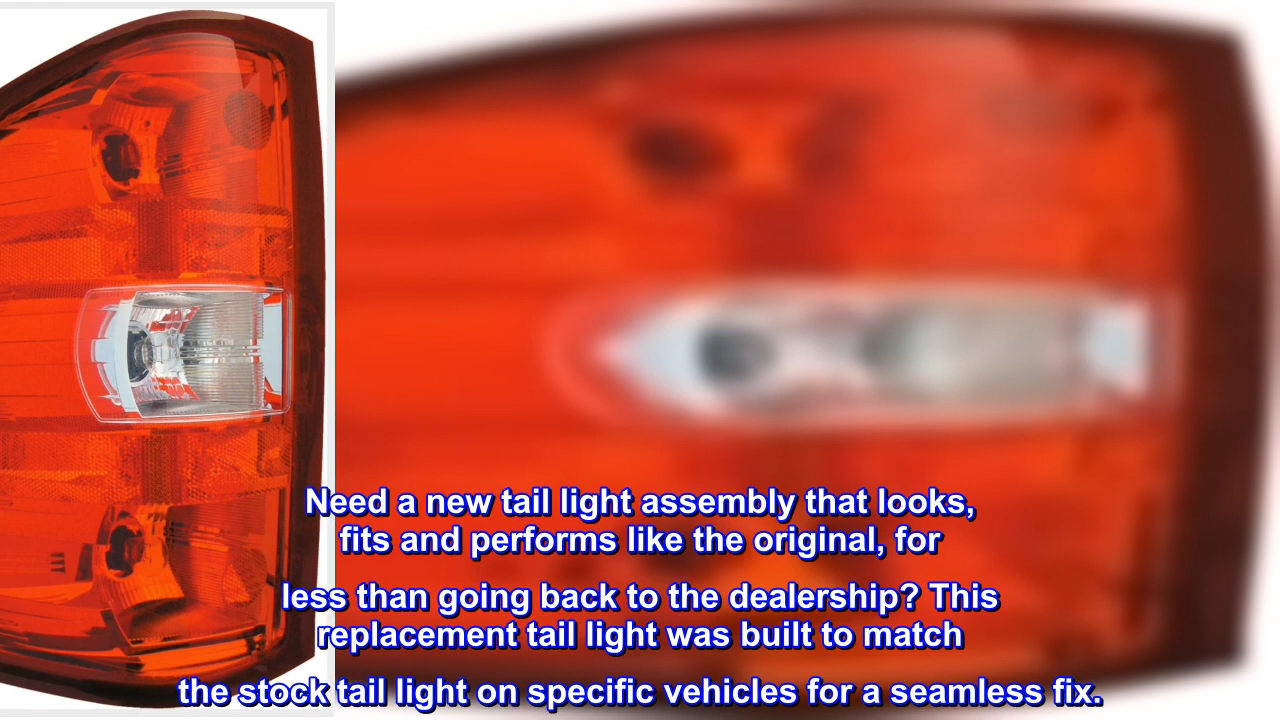 Need a new tail light assembly that looks,
fits and performs like the original, for
less than going back to the dealership? This
replacement tail light was built to match
the stock tail light on specific vehicles for a seamless fix.